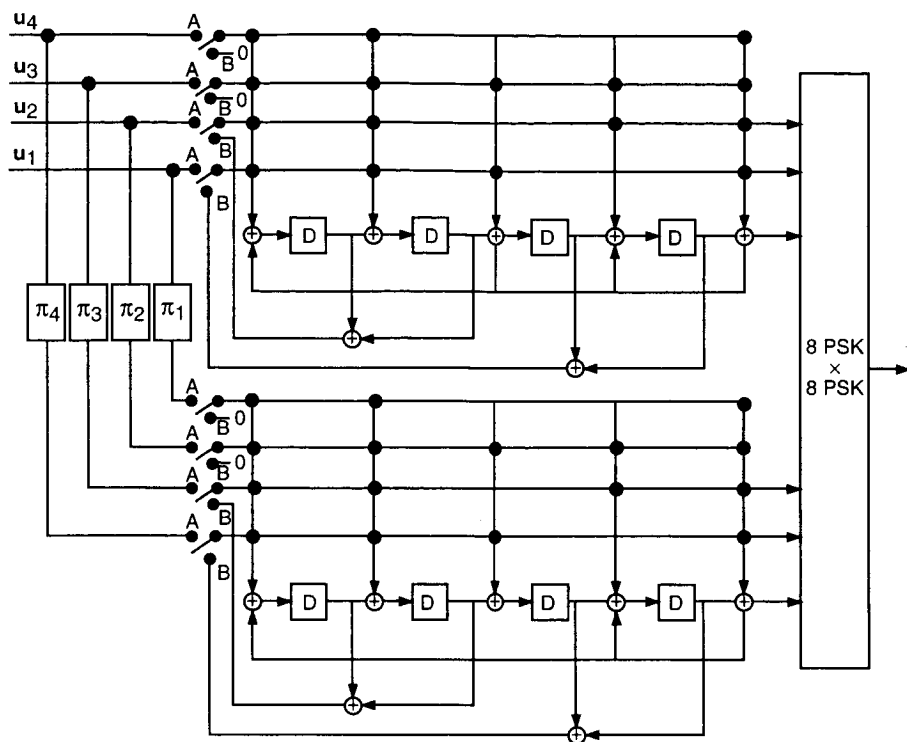 u4
A
B 0
u3
A
B 0
u2
A
B
u1
A
B
+ D + D + D + D +
π4 π3 π2 π1
+
+
8 PSK
×
8 PSK
A
B 0
A
B 0
A
B
A
B
+ D + D + D + D +
+
+